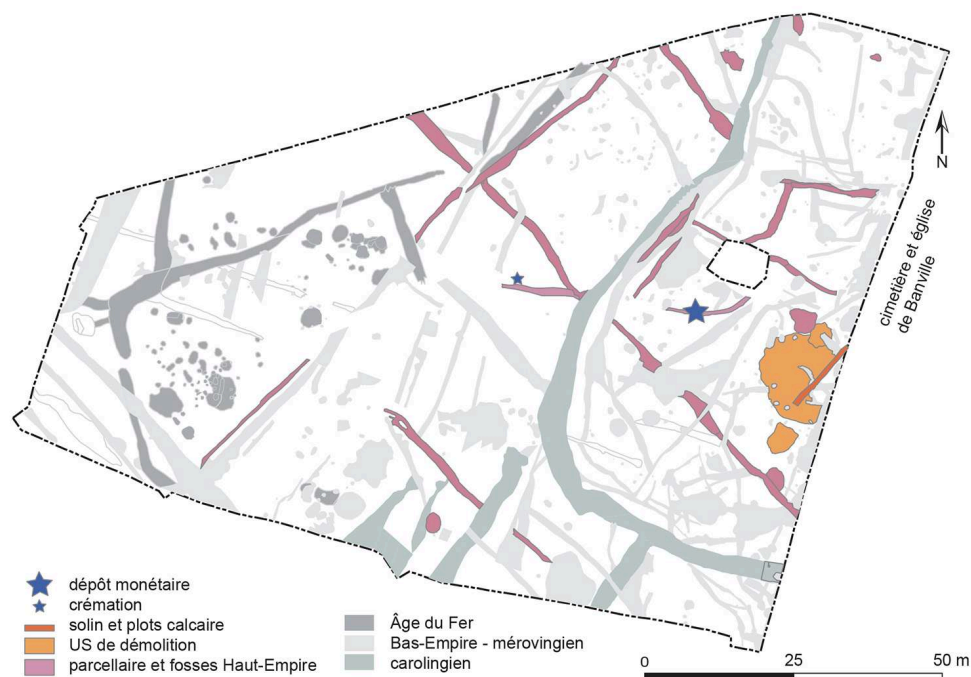 N
cimetière et église
de Banville
dépôt monétaire
crémation
solin et plots calcaire
US de démolition
parcellaire et fosses Haut-Empire
Âge du Fer
Bas-Empire - mérovingien
carolingien
0 25 50 m